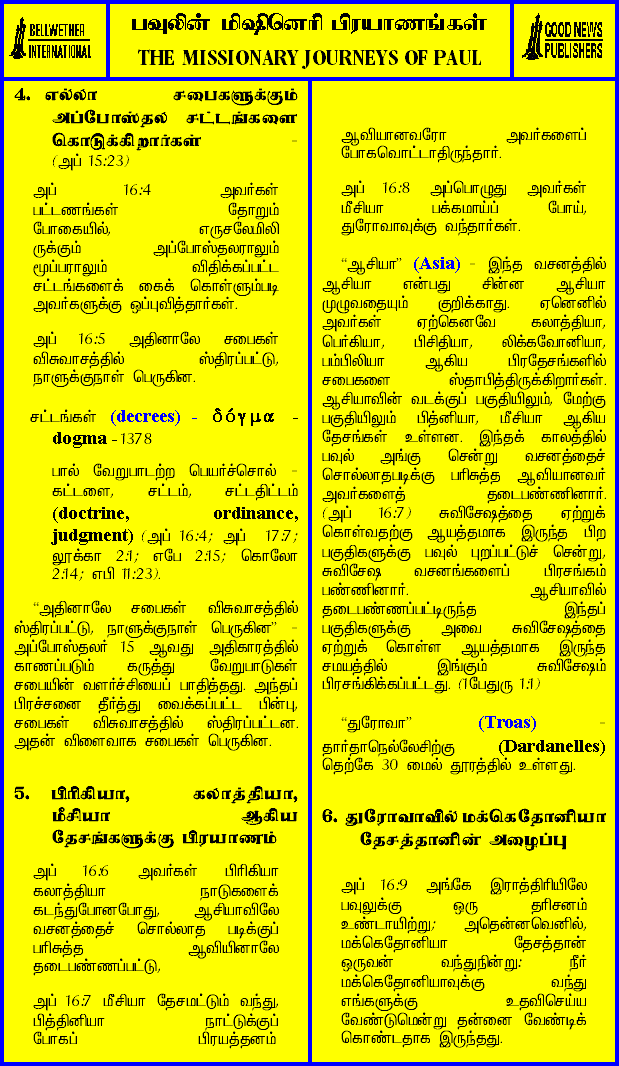 BELLWETHER
INTERNATIONAL
பவுலின் மிஷினெரி பிரயாணங்கள்
THE MISSIONARY JOURNEYS OF PAUL
GOOD NEWS
PUBLISHERS
4. எல்லா சபைகளுக்கும்
அப்போஸ்தல சட்டங்களை
கொடுக்கிறார்கள் -
(அப் 15:23)
அப் 16:4 அவர்கள்
பட்டணங்கள் தோறும்
போகையில், எருசலேமிலி
ருக்கும் அப்போஸ்தலராலும்
மூப்பராலும் விதிக்கப்பட்ட
சட்டங்களைக் கைக் கொள்ளும்படி
அவர்களுக்கு ஒப்புவித்தார்கள்.
அப் 16:5 அதினாலே சபைகள்
விசுவாசத்தில் ஸ்திரப்பட்டு,
நாளுக்குநாள் பெருகின.
சட்டங்கள் (decrees) - δόγμα -
dogma - 1378
பால் வேறுபாடற்ற பெயர்ச்சொல் -
கட்டளை, சட்டம், சட்டதிட்டம்
(doctrine, ordinance,
judgment) (அப் 16:4; அப் 17:7;
லூக்கா 2:1; எபே 2:15; கொலோ
2:14; எபி 11:23).
“அதினாலே சபைகள் விசுவாசத்தில்
ஸ்திரப்பட்டு, நாளுக்குநாள் பெருகின” -
அப்போஸ்தலர் 15 ஆவது அதிகாரத்தில்
காணப்படும் கருத்து வேறுபாடுகள்
சபையின் வளர்ச்சியைப் பாதித்தது. அந்தப்
பிரச்சனை தீர்த்து வைக்கப்பட்ட பின்பு,
சபைகள் விசுவாசத்தில் ஸ்திரப்பட்டன.
அதன் விளைவாக சபைகள் பெருகின.
5. பிரிகியா, கலாத்தியா,
மீசியா ஆகிய
தேசங்களுக்கு பிரயாணம்
அப் 16:6 அவர்கள் பிரிகியா
கலாத்தியா நாடுகளைக்
கடந்துபோனபோது, ஆசியாவிலே
வசனத்தைச் சொல்லாத படிக்குப்
பரிசுத்த ஆவியினாலே
தடைபண்ணப்பட்டு,
அப் 16:7 மீசியா தேசமட்டும் வந்து,
பித்தினியா நாட்டுக்குப்
போகப் பிரயத்தனம்
ஆவியானவரோ அவர்களைப்
போகவொட்டாதிருந்தார்.
அப் 16:8 அப்பொழுது அவர்கள்
மீசியா பக்கமாய்ப் போய்,
துரோவாவுக்கு வந்தார்கள்.
“ஆசியா” (Asia) - இந்த வசனத்தில்
ஆசியா என்பது சின்ன ஆசியா
முழுவதையும் குறிக்காது. ஏனெனில்
அவர்கள் ஏற்கெனவே கலாத்தியா,
பெர்கியா, பிசிதியா, லிக்கவோனியா,
பம்பிலியா ஆகிய பிரதேசங்களில்
சபைகளை ஸ்தாபித்திருக்கிறார்கள்.
ஆசியாவின் வடக்குப் பகுதியிலும், மேற்கு
பகுதியிலும் பித்னியா, மீசியா ஆகிய
தேசங்கள் உள்ளன. இந்தக் காலத்தில்
பவுல் அங்கு சென்று வசனத்தைச்
சொல்லாதபடிக்கு பரிசுத்த ஆவியானவர்
அவர்களைத் தடைபண்ணினார்.
(அப் 16:7) சுவிசேஷத்தை ஏற்றுக்
கொள்வதற்கு ஆயத்தமாக இருந்த பிற
பகுதிகளுக்கு பவுல் புறப்பட்டுச் சென்று,
சுவிசேஷ வசனங்களைப் பிரசங்கம்
பண்ணினார். ஆசியாவில்
தடைபண்ணப்பட்டிருந்த இந்தப்
பகுதிகளுக்கு அவை சுவிசேஷத்தை
ஏற்றுக் கொள்ள ஆயத்தமாக இருந்த
சமயத்தில் இங்கும் சுவிசேஷம்
பிரசங்கிக்கப்பட்டது. (1பேதுரு 1:1)
“துரோவா” (Troas) -
தார்தாநெல்லேசிற்கு (Dardanelles)
தெற்கே 30 மைல் தூரத்தில் உள்ளது.
6. துரோவாவில் மக்கெதோனியா
தேசத்தானின் அழைப்பு
அப் 16:9 அங்கே இராத்திரியிலே
பவுலுக்கு ஒரு தரிசனம்
உண்டாயிற்று; அதென்னவெனில்,
மக்கெதோனியா தேசத்தான்
ஒருவன் வந்துநின்று: நீர்
மக்கெதோனியாவுக்கு வந்து
எங்களுக்கு உதவிசெய்ய
வேண்டுமென்று தன்னை வேண்டிக்
கொண்டதாக இருந்தது.